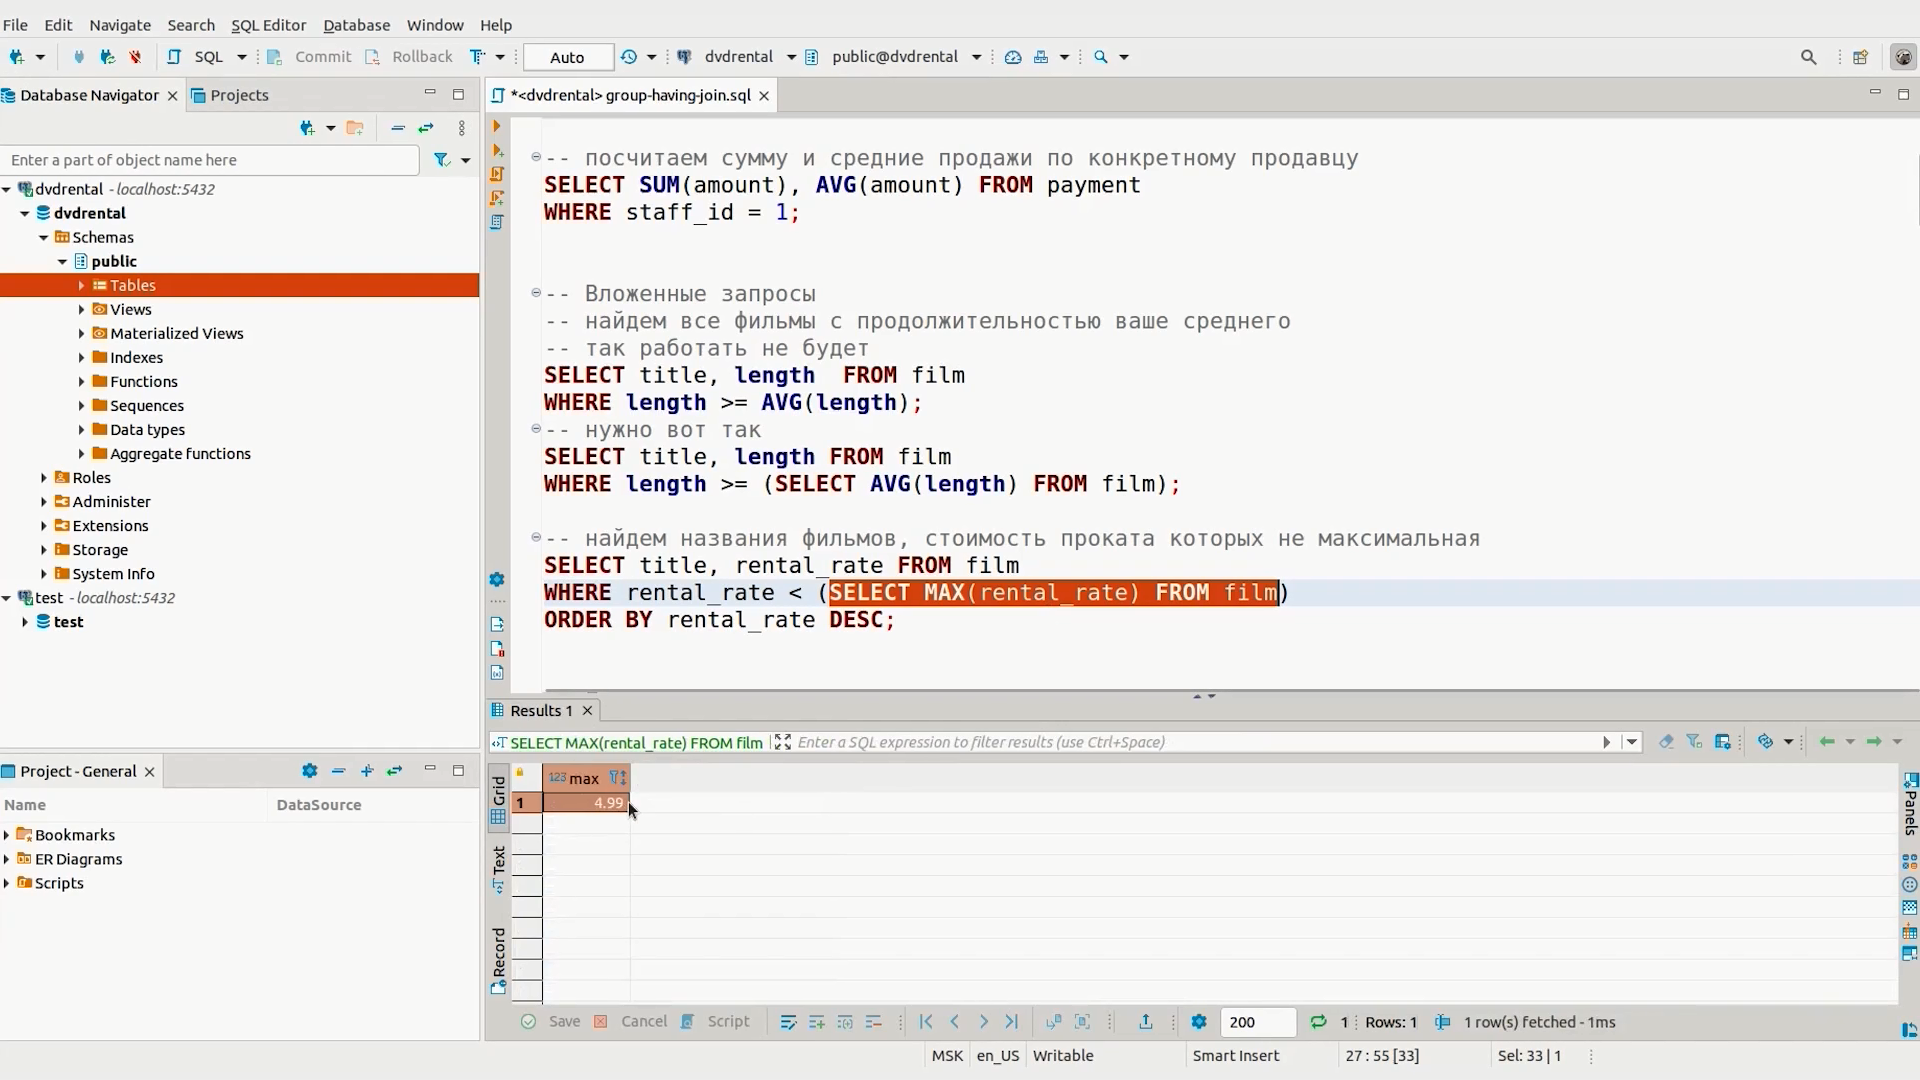 File Edit Navigate Search SQL Editor Database Window Help
SQL Commit Rollback Auto dvdrental public@dvdrental
Database Navigator Projects
Enter a part of object name here
dvdrental - localhost:5432
dvdrental
Schemas
public
Tables
Views
Materialized Views
Indexes
Functions
Sequences
Data types
Aggregate functions
Roles
Administer
Extensions
Storage
System Info
test - localhost:5432
test
Project - General
Name DataSource
Bookmarks
ER Diagrams
Scripts
*<dvdrental> group-having-join.sql
-- посчитаем сумму и средние продажи по конкретному продавцу
SELECT SUM(amount), AVG(amount) FROM payment
WHERE staff_id = 1;
-- Вложенные запросы
-- найдем все фильмы с продолжительностью ваше среднего
-- так работать не будет
SELECT title, length  FROM film
WHERE length >= AVG(length);
-- нужно вот так
SELECT title, length FROM film
WHERE length >= (SELECT AVG(length) FROM film);
-- найдем названия фильмов, стоимость проката которых не максимальная
SELECT title, rental_rate FROM film
WHERE rental_rate < (SELECT MAX(rental_rate) FROM film)
ORDER BY rental_rate DESC;
Results 1
SELECT MAX(rental_rate) FROM film Enter a SQL expression to filter results (use Ctrl+Space)
Grid
Text
Record
123 max
1 4.99
Panels
Save Cancel Script 200 1 Rows: 1 1 row(s) fetched - 1ms
MSK en_US Writable Smart Insert 27 : 55 [33] Sel: 33 | 1